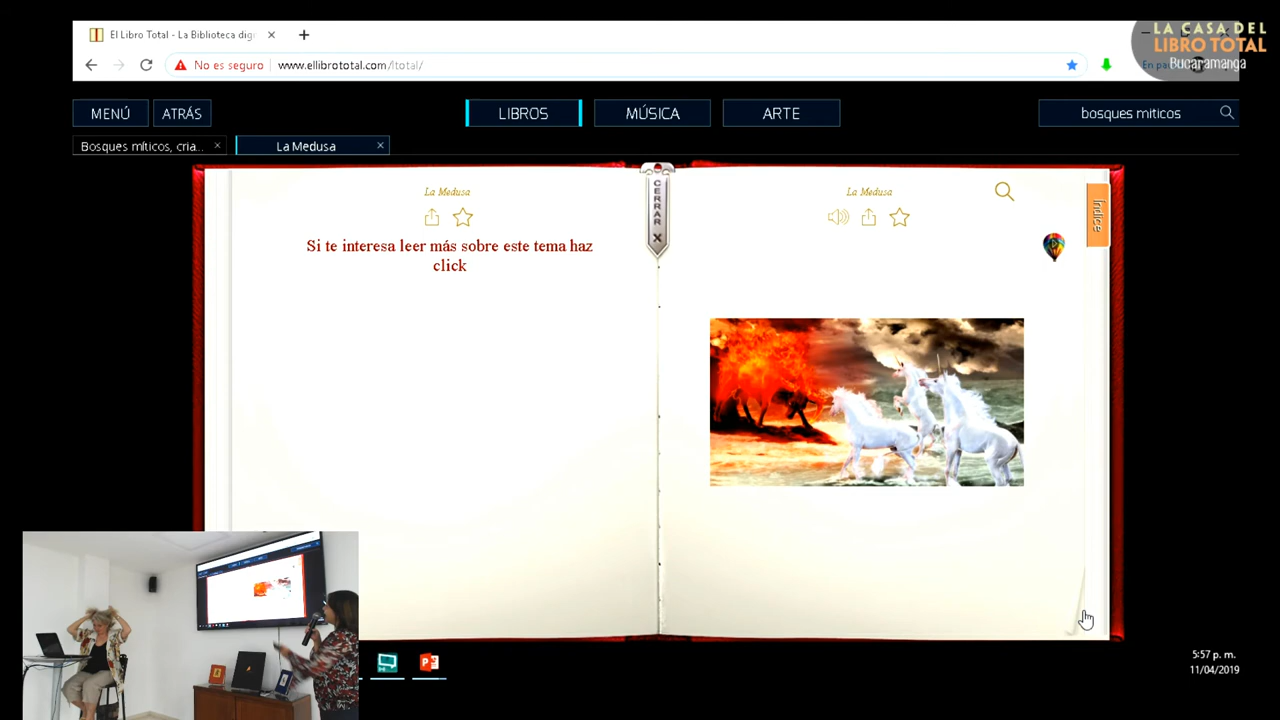 El Libro Total - La Biblioteca dig
LA CASA DEL
LIBRO TOTAL
Bucaramanga
No es seguro
www.ellibrototal.com/ltotal/
MENÚ
ATRÁS
LIBROS
MÚSICA
ARTE
bosques miticos
Bosques míticos, cria...
La Medusa
La Medusa
CERRAR X
La Medusa
Índice
Si te interesa leer más sobre este tema haz
click
5:57 p. m.
11/04/2019